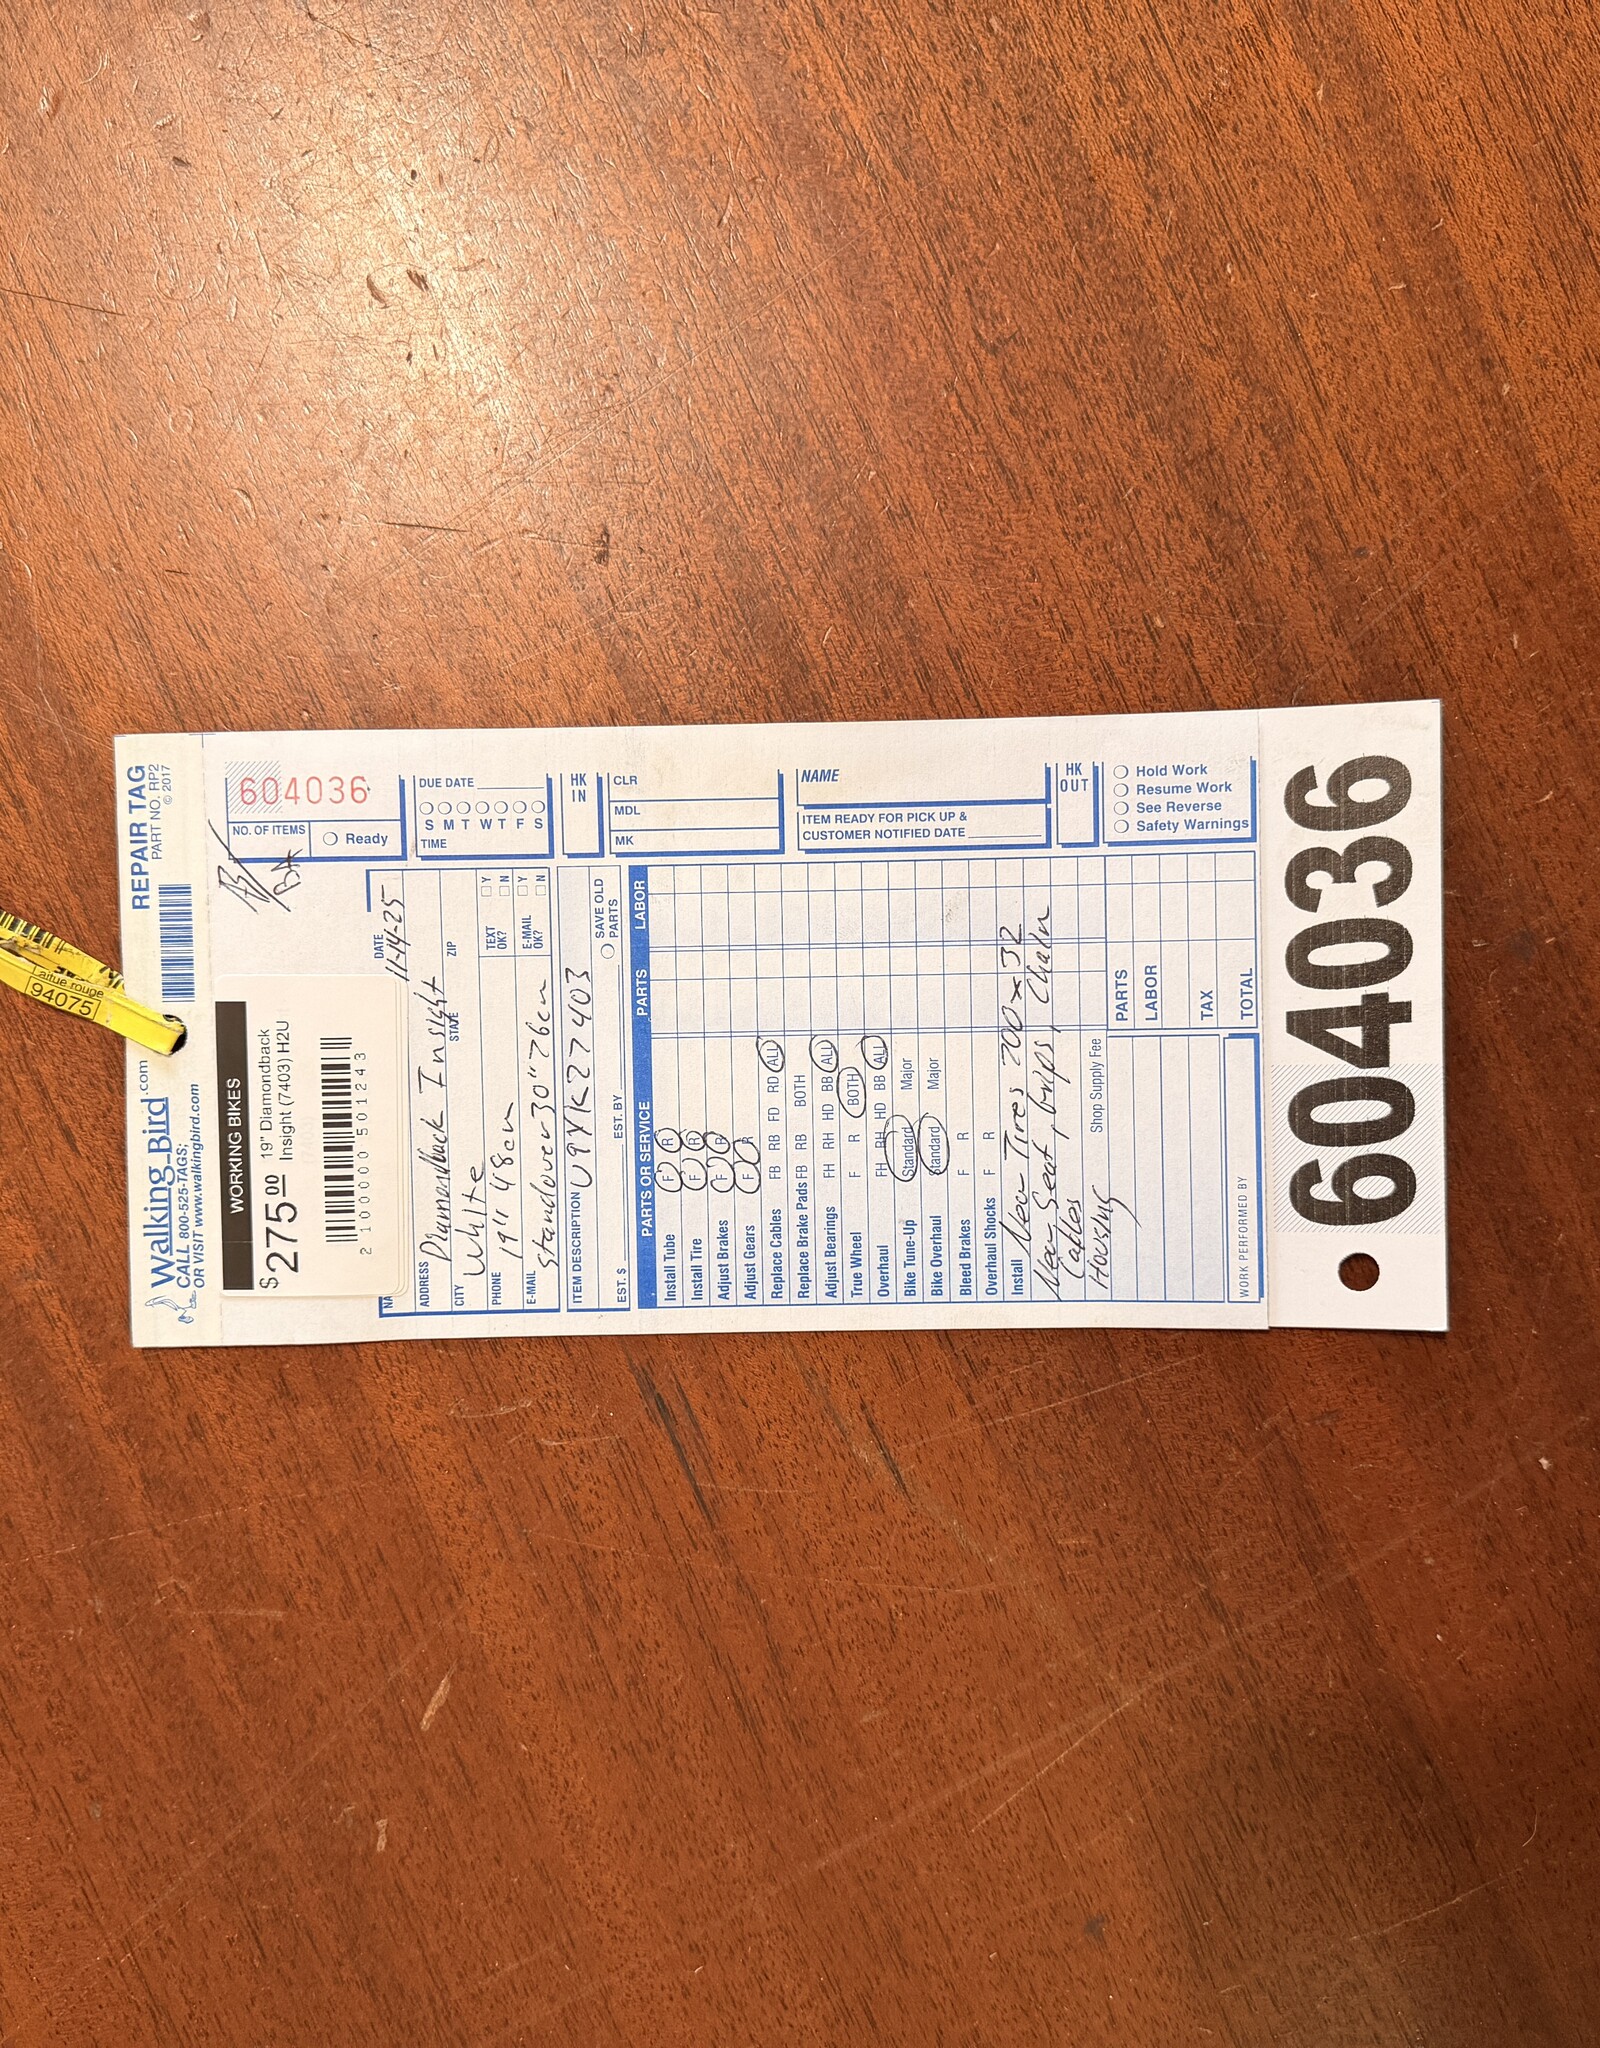 Walking-Bird.com
CALL 800-525-TAGS;
OR VISIT www.walkingbird.com
REPAIR TAG
PART NO. RP2
© 2017
laitue rouge
94075
WORKING BIKES
$275.00
19" Diamondback
Insight (7403) H2U
2 100000 501243
604036
NO. OF ITEMS
Ready
BA
DATE
11-14-25
NA
ADDRESS Diamondback Insight
STATE
CITY White
ZIP
PHONE 19" 48cm
TEXT OK? Y N
E-MAIL Standover 30" 76cm
E-MAIL OK? Y N
ITEM DESCRIPTION U9YK27403
EST. $
EST. BY
SAVE OLD PARTS
DUE DATE
S M T W T F S
TIME
HK IN
CLR
MDL
MK
NAME
ITEM READY FOR PICK UP &
CUSTOMER NOTIFIED DATE
HK OUT
Hold Work
Resume Work
See Reverse
Safety Warnings
PARTS OR SERVICE PARTS LABOR
Install Tube F R
Install Tire F R
Adjust Brakes F R
Adjust Gears F R
Replace Cables FB RB FD RD ALL
Replace Brake Pads FB RB BOTH
Adjust Bearings FH RH HD BB ALL
True Wheel F R BOTH
Overhaul FH RH HD BB ALL
Bike Tune-Up Standard Major
Bike Overhaul Standard Major
Bleed Brakes F R
Overhaul Shocks F R
Install New Tires 700 x 32
New Seat, Grips, Chain
Cables
Housing
Shop Supply Fee
PARTS
LABOR
TAX
TOTAL
WORK PERFORMED BY
604036